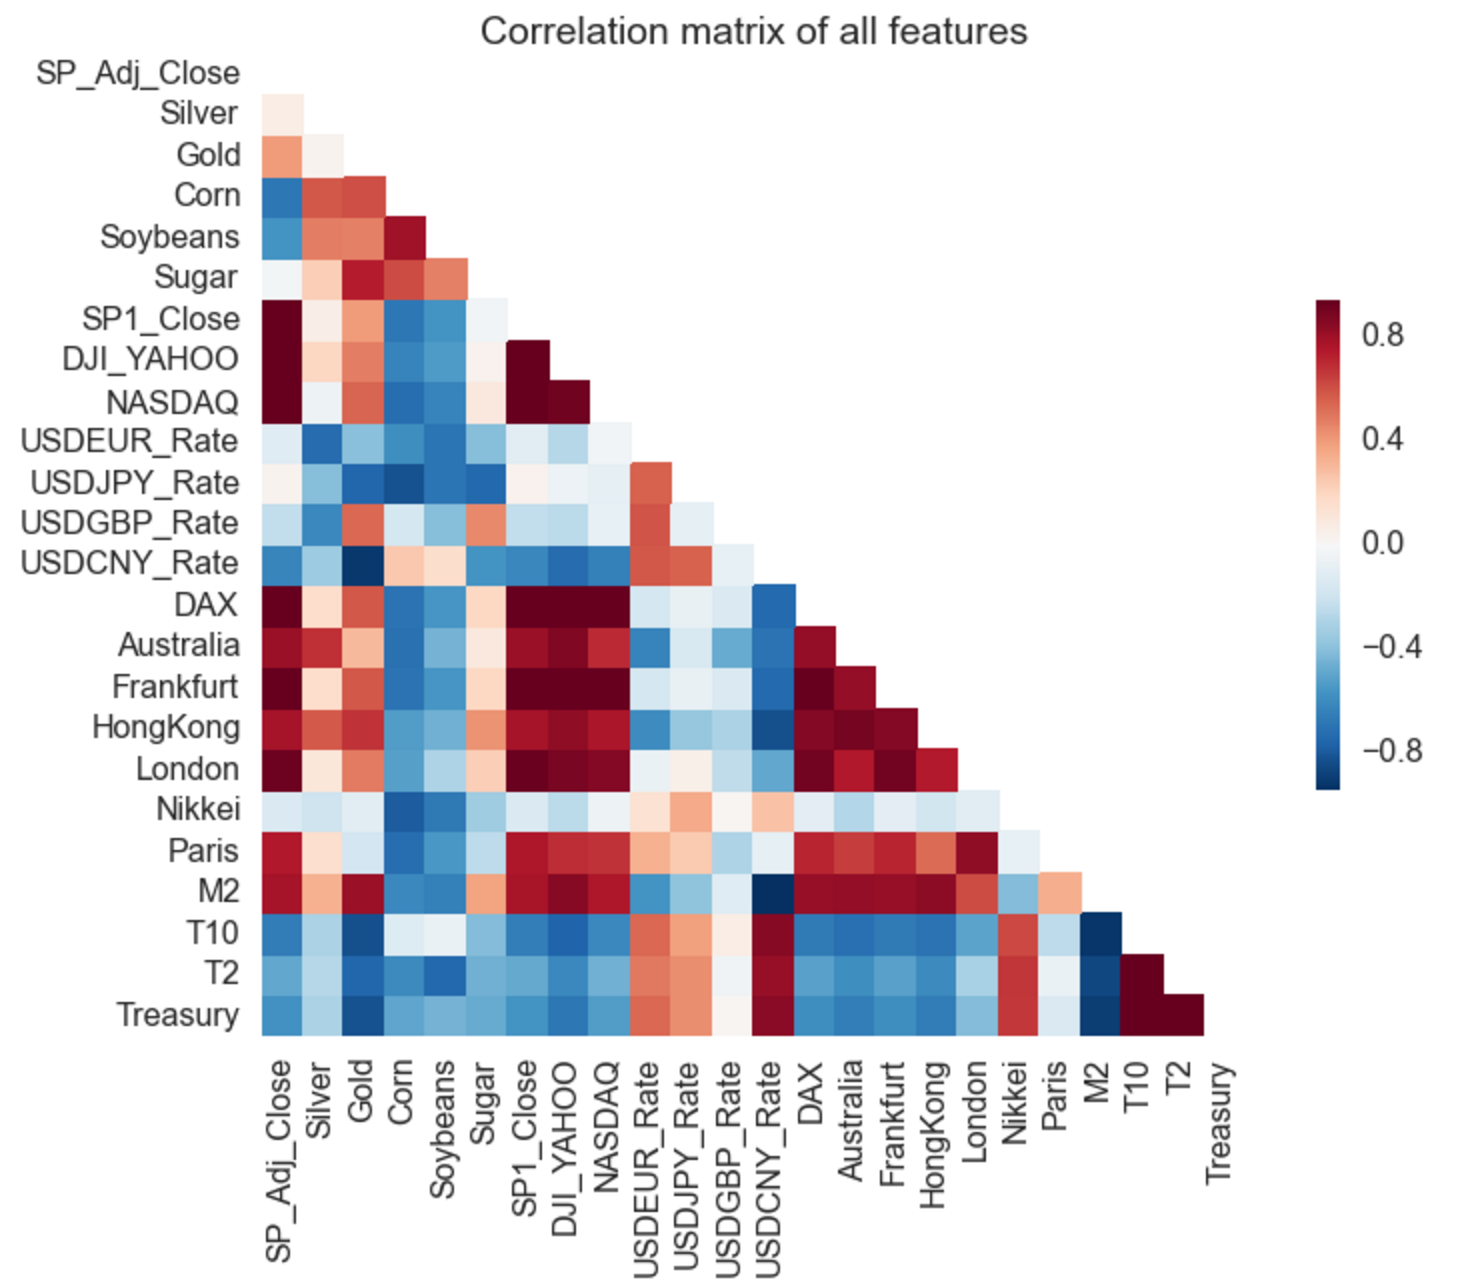 Correlation matrix of all features
SP_Adj_Close
Silver
Gold
Corn
Soybeans
Sugar
SP1_Close
DJI_YAHOO
NASDAQ
USDEUR_Rate
USDJPY_Rate
USDGBP_Rate
USDCNY_Rate
DAX
Australia
Frankfurt
HongKong
London
Nikkei
Paris
M2
T10
T2
Treasury
0.8
0.4
0.0
−0.4
−0.8
SP_Adj_Close
Silver
Gold
Corn
Soybeans
Sugar
SP1_Close
DJI_YAHOO
NASDAQ
USDEUR_Rate
USDJPY_Rate
USDGBP_Rate
USDCNY_Rate
DAX
Australia
Frankfurt
HongKong
London
Nikkei
Paris
M2
T10
T2
Treasury